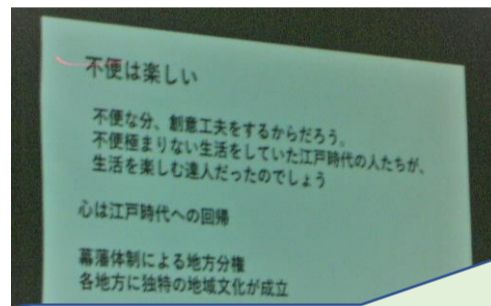 不便は楽しい
不便な分、創意工夫をするからだろう。
不便極まりない生活をしていた江戸時代の人たちが、
生活を楽しむ達人だったのでしょう
心は江戸時代への回帰
幕藩体制による地方分権
各地方に独特の地域文化が成立